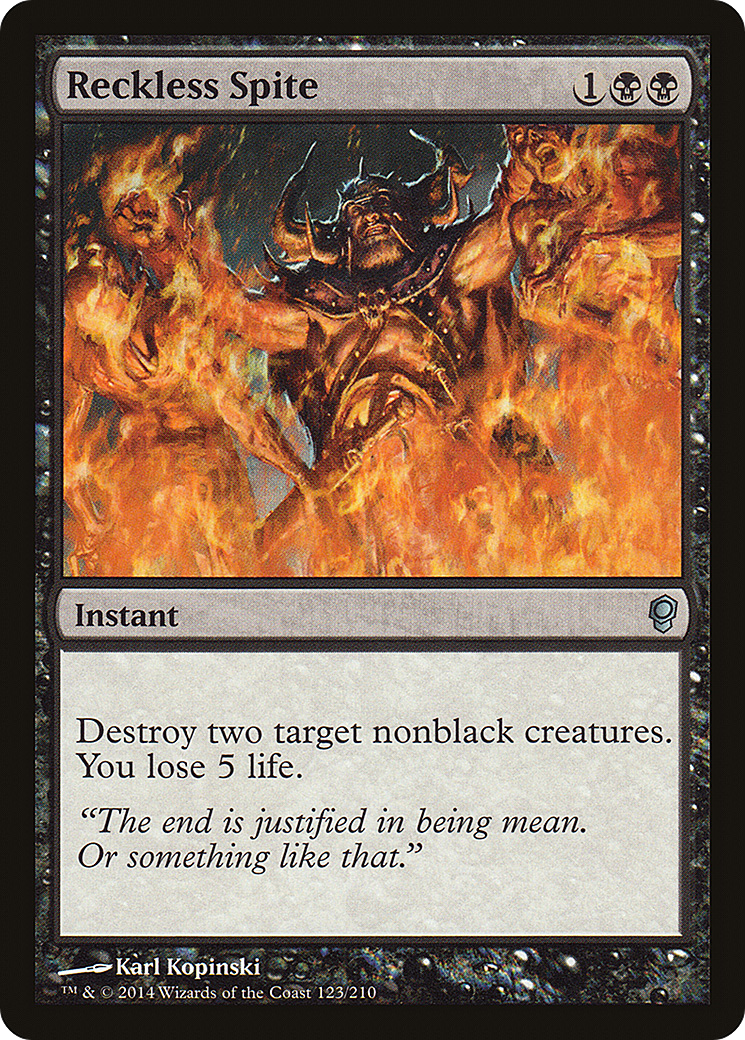 Reckless Spite 1
Instant
Destroy two target nonblack creatures.
You lose 5 life.
“The end is justified in being mean.
Or something like that.”
Karl Kopinski
™ & © 2014 Wizards of the Coast 123/210